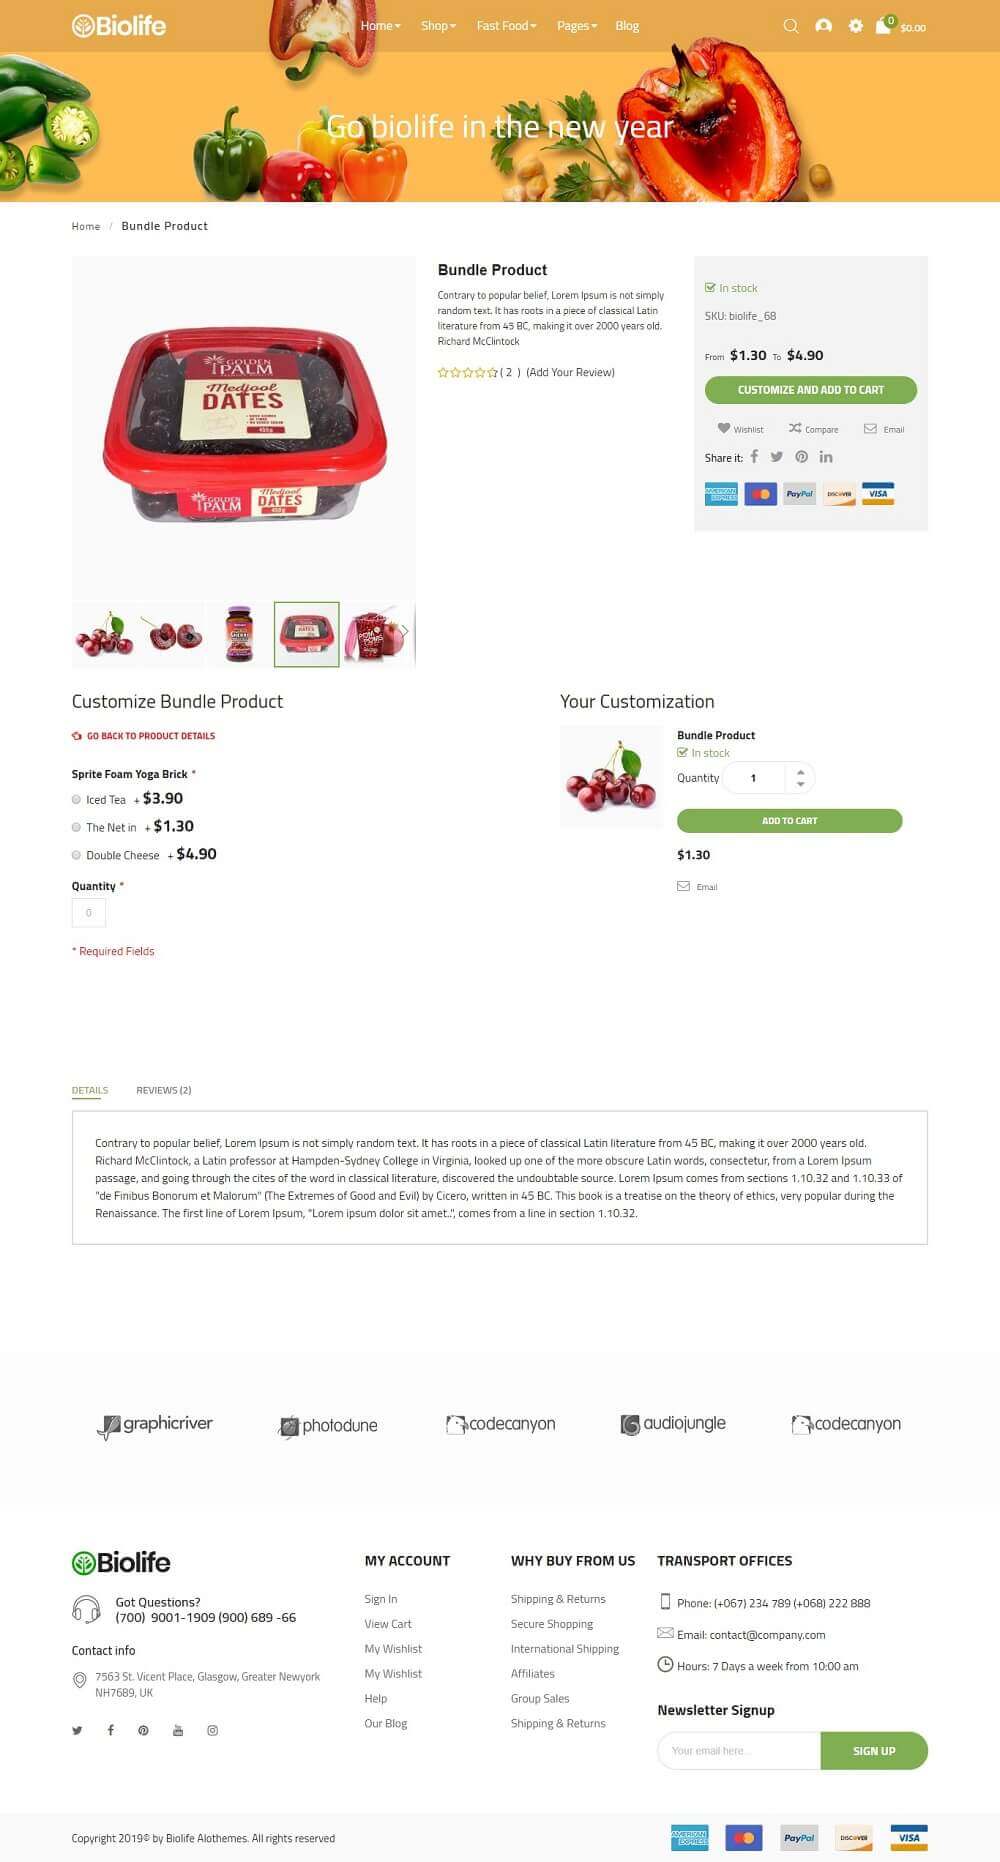 Biolife
Home Shop Fast Food Pages Blog
0 $0.00
Go biolife in the new year
Home / Bundle Product
GOLDEN
PALM
Medjool
DATES
450g
GOLDEN
PALM
Medjool
DATES
450g
Bundle Product
Contrary to popular belief, Lorem Ipsum is not simply
random text. It has roots in a piece of classical Latin
literature from 45 BC, making it over 2000 years old.
Richard McClintock
( 2 ) (Add Your Review)
In stock
SKU: biolife_68
From $1.30 To $4.90
CUSTOMIZE AND ADD TO CART
Wishlist Compare Email
Share it:
AMERICAN EXPRESS PayPal DISCOVER VISA
DATES
POM POMS
Customize Bundle Product
GO BACK TO PRODUCT DETAILS
Sprite Foam Yoga Brick *
Iced Tea + $3.90
The Net in + $1.30
Double Cheese + $4.90
Quantity *
0
* Required Fields
Your Customization
Bundle Product
In stock
Quantity 1
ADD TO CART
$1.30
Email
DETAILS REVIEWS (2)
Contrary to popular belief, Lorem Ipsum is not simply random text. It has roots in a piece of classical Latin literature from 45 BC, making it over 2000 years old.
Richard McClintock, a Latin professor at Hampden-Sydney College in Virginia, looked up one of the more obscure Latin words, consectetur, from a Lorem Ipsum
passage, and going through the cites of the word in classical literature, discovered the undoubtable source. Lorem Ipsum comes from sections 1.10.32 and 1.10.33 of
"de Finibus Bonorum et Malorum" (The Extremes of Good and Evil) by Cicero, written in 45 BC. This book is a treatise on the theory of ethics, very popular during the
Renaissance. The first line of Lorem Ipsum, "Lorem ipsum dolor sit amet..", comes from a line in section 1.10.32.
graphicriver photodune codecanyon audiojungle codecanyon
Biolife
Got Questions?
(700) 9001-1909 (900) 689 -66
Contact info
7563 St. Vicent Place, Glasgow, Greater Newyork
NH7689, UK
MY ACCOUNT
Sign In
View Cart
My Wishlist
My Wishlist
Help
Our Blog
WHY BUY FROM US
Shipping & Returns
Secure Shopping
International Shipping
Affiliates
Group Sales
Shipping & Returns
TRANSPORT OFFICES
Phone: (+067) 234 789 (+068) 222 888
Email: contact@company.com
Hours: 7 Days a week from 10:00 am
Newsletter Signup
Your email here...
SIGN UP
Copyright 2019© by Biolife Alothemes. All rights reserved
AMERICAN EXPRESS PayPal DISCOVER VISA